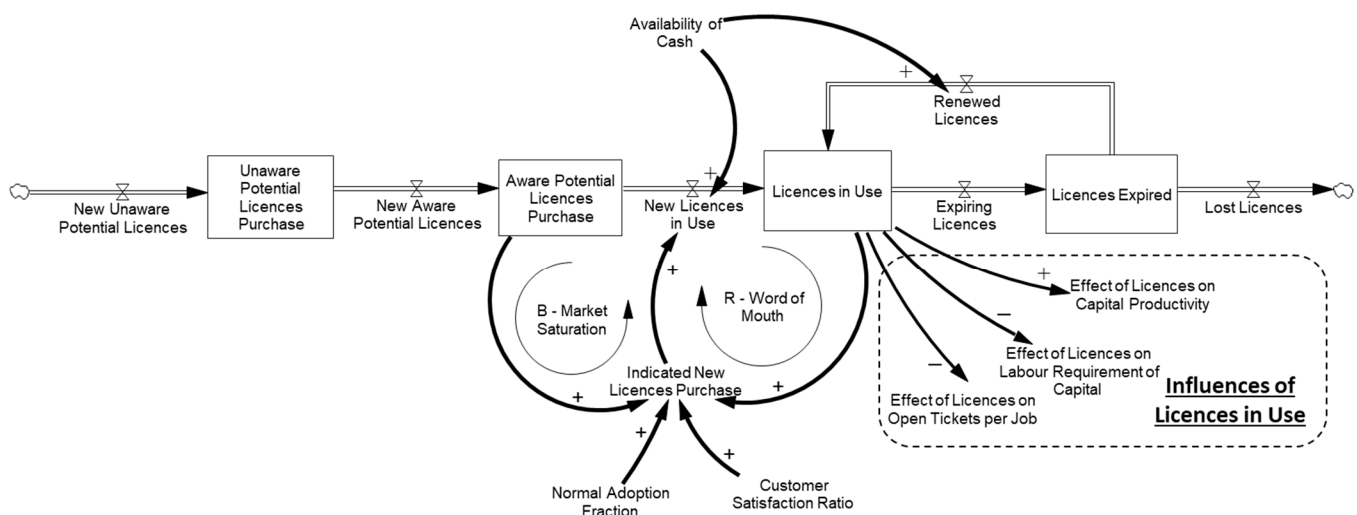 Availability of
Cash
+
Renewed
Licences
Unaware
Potential
Licences
Purchase
Aware Potential
Licences
Purchase
+
Licences in Use
Licences Expired
New Unaware
Potential Licences
New Aware
Potential Licences
New Licences
in Use
Expiring
Licences
Lost Licences
+
B - Market
Saturation
R - Word of
Mouth
+
Effect of Licences on
Capital Productivity
−
Effect of Licences on
Labour Requirement of
Capital
−
Effect of Licences on
Open Tickets per Job
Influences of
Licences in Use
Indicated New
Licences Purchase
+
+
+
+
Normal Adoption
Fraction
Customer
Satisfaction Ratio